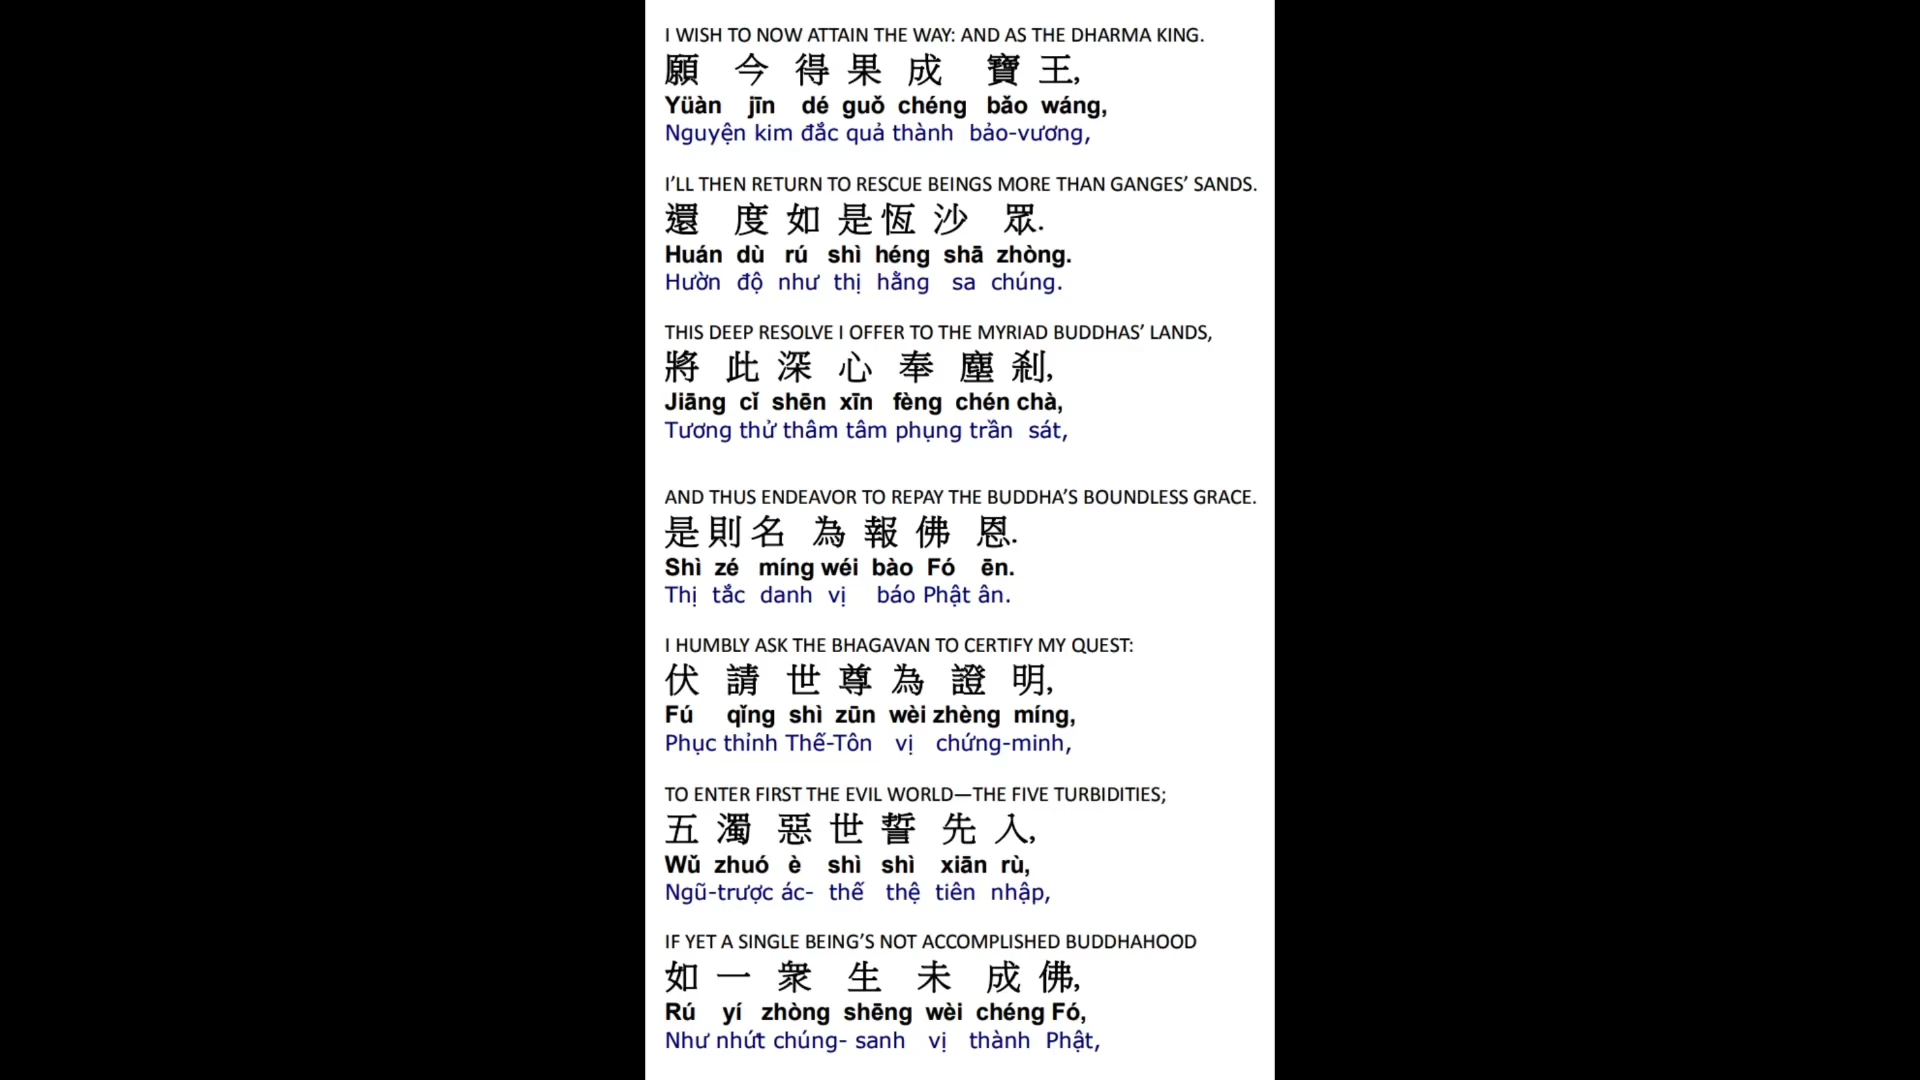 I WISH TO NOW ATTAIN THE WAY: AND AS THE DHARMA KING.
願 今 得 果 成 寶 王,
Yüàn jīn dé guǒ chéng bǎo wáng,
Nguyện kim đắc quả thành bảo-vương,
I’LL THEN RETURN TO RESCUE BEINGS MORE THAN GANGES’ SANDS.
還 度 如 是 恆 沙 眾.
Huán dù rú shì héng shā zhòng.
Hườn độ như thị hằng sa chúng.
THIS DEEP RESOLVE I OFFER TO THE MYRIAD BUDDHAS’ LANDS,
將 此 深 心 奉 塵 剎,
Jiāng cǐ shēn xīn fèng chén chà,
Tương thử thâm tâm phụng trần sát,
AND THUS ENDEAVOR TO REPAY THE BUDDHA’S BOUNDLESS GRACE.
是 則 名 為 報 佛 恩.
Shì zé míng wéi bào Fó ēn.
Thị tắc danh vị báo Phật ân.
I HUMBLY ASK THE BHAGAVAN TO CERTIFY MY QUEST:
伏 請 世 尊 為 證 明,
Fú qǐng shì zūn wèi zhèng míng,
Phục thỉnh Thế-Tôn vị chứng-minh,
TO ENTER FIRST THE EVIL WORLD—THE FIVE TURBIDITIES;
五 濁 惡 世 誓 先 入,
Wǔ zhuó è shì shì xiān rù,
Ngũ-trược ác- thế thệ tiên nhập,
IF YET A SINGLE BEING’S NOT ACCOMPLISHED BUDDHAHOOD
如 一 衆 生 未 成 佛,
Rú yí zhòng shēng wèi chéng Fó,
Như nhứt chúng- sanh vị thành Phật,